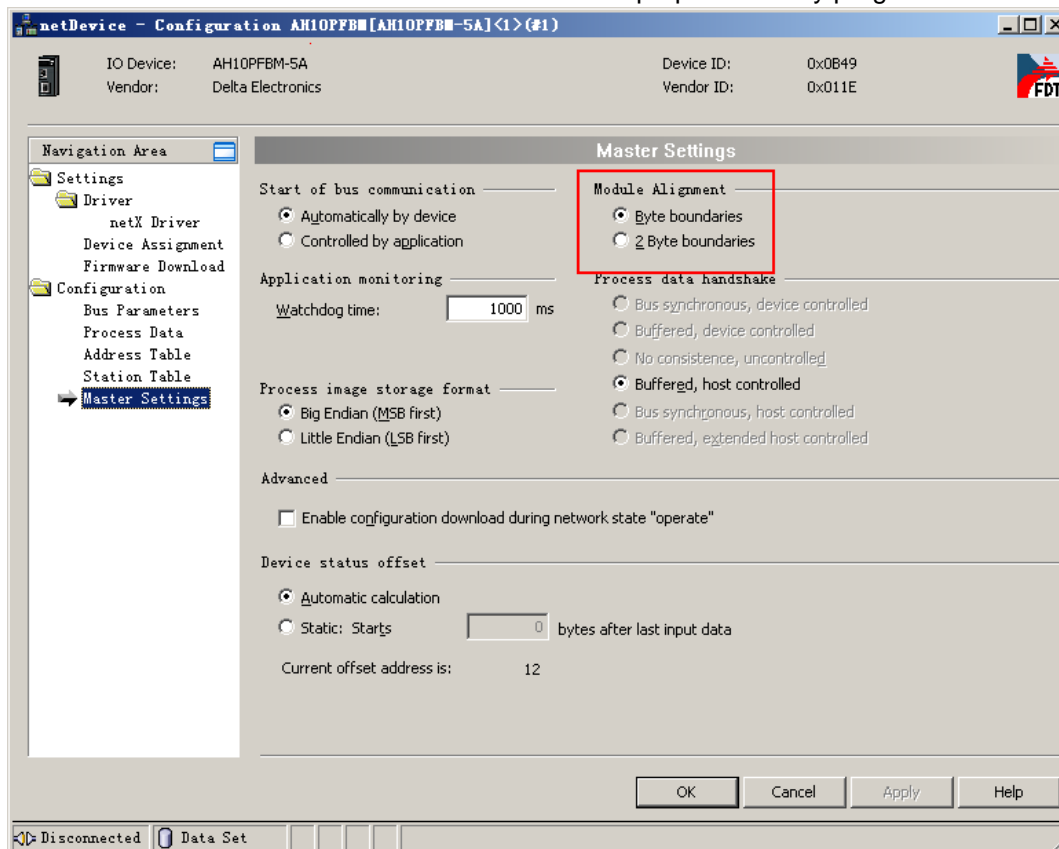 netDevice - Configuration AH10PFBM[AH10PFBM-5A]<1>(#1)
IO Device: AH10PFBM-5A Device ID: 0x0B49
Vendor: Delta Electronics Vendor ID: 0x011E
FDT
Navigation Area
Settings
Driver
netX Driver
Device Assignment
Firmware Download
Configuration
Bus Parameters
Process Data
Address Table
Station Table
Master Settings
Master Settings
Start of bus communication
Automatically by device
Controlled by application
Module Alignment
Byte boundaries
2 Byte boundaries
Application monitoring
Watchdog time: 1000 ms
Process data handshake
Bus synchronous, device controlled
Buffered, device controlled
No consistence, uncontrolled
Buffered, host controlled
Bus synchronous, host controlled
Buffered, extended host controlled
Process image storage format
Big Endian (MSB first)
Little Endian (LSB first)
Advanced
Enable configuration download during network state "operate"
Device status offset
Automatic calculation
Static: Starts 0 bytes after last input data
Current offset address is: 12
OK Cancel Apply Help
Disconnected Data Set